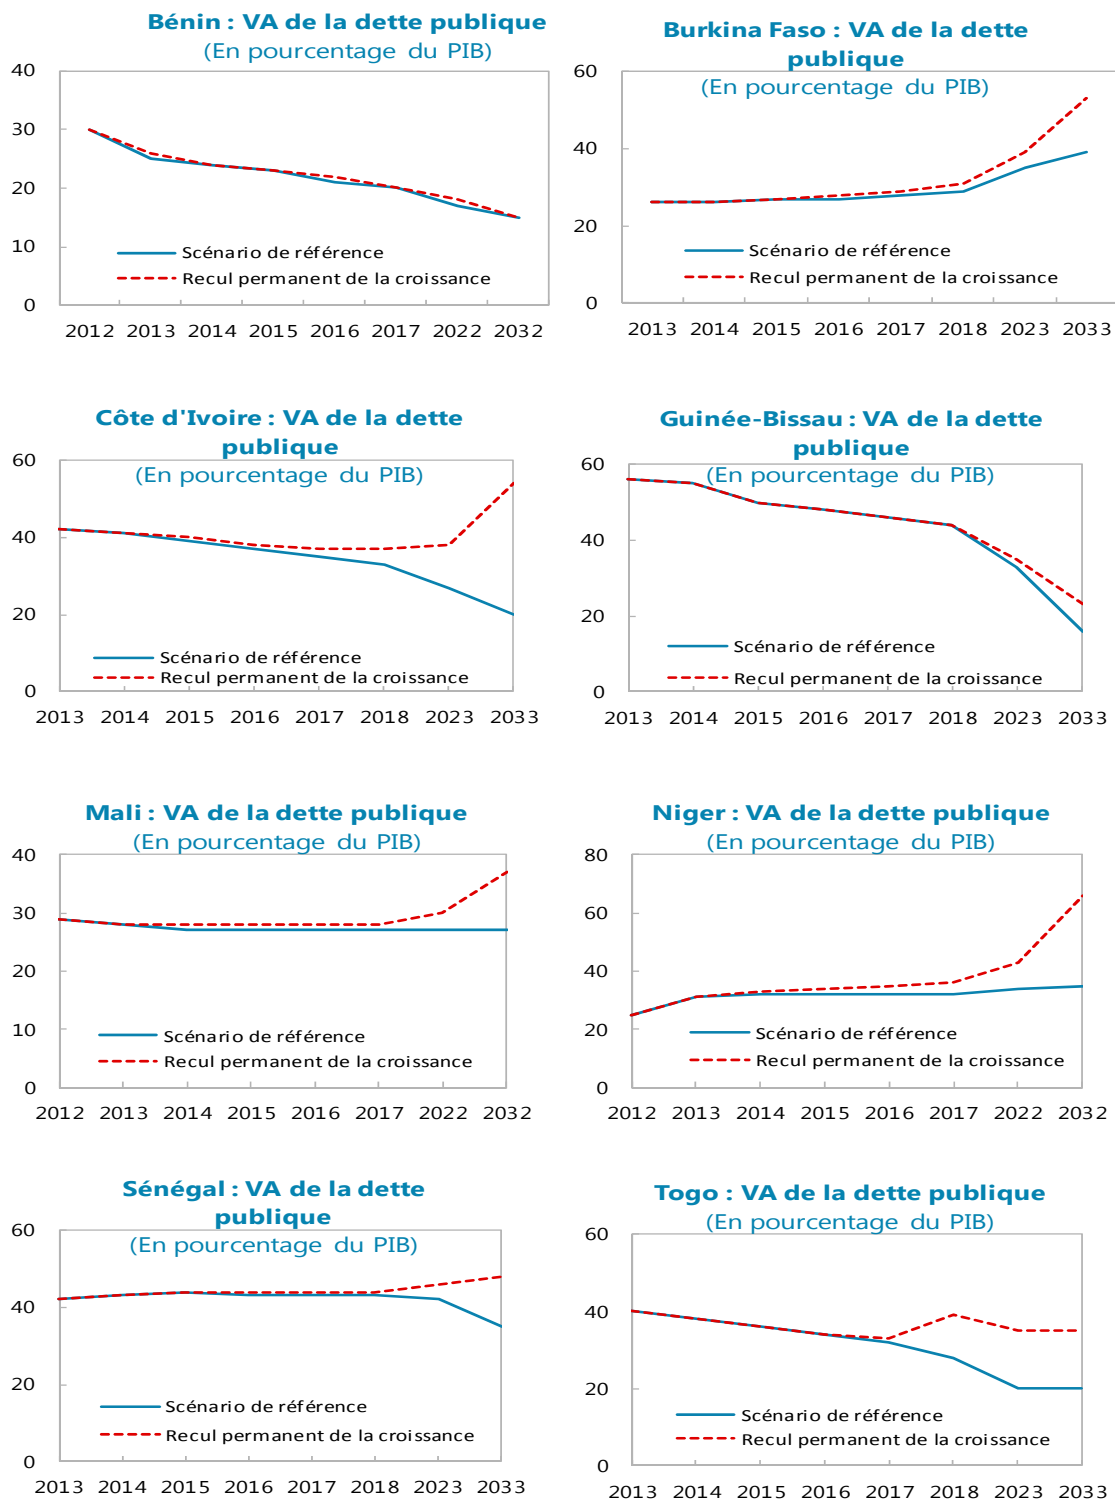 Bénin : VA de la dette publique
(En pourcentage du PIB)
40
30
20
10
0
Scénario de référence
Recul permanent de la croissance
2012 2013 2014 2015 2016 2017 2022 2032
Burkina Faso : VA de la dette
publique
(En pourcentage du PIB)
60
40
20
0
Scénario de référence
Recul permanent de la croissance
2013 2014 2015 2016 2017 2018 2023 2033
Côte d'Ivoire : VA de la dette
publique
(En pourcentage du PIB)
60
40
20
0
Scénario de référence
Recul permanent de la croissance
2013 2014 2015 2016 2017 2018 2023 2033
Guinée-Bissau : VA de la dette
publique
(En pourcentage du PIB)
60
40
20
0
Scénario de référence
Recul permanent de la croissance
2013 2014 2015 2016 2017 2018 2023 2033
Mali : VA de la dette publique
(En pourcentage du PIB)
40
30
20
10
0
Scénario de référence
Recul permanent de la croissance
2012 2013 2014 2015 2016 2017 2022 2032
Niger : VA de la dette publique
(En pourcentage du PIB)
80
60
40
20
0
Scénario de référence
Recul permanent de la croissance
2012 2013 2014 2015 2016 2017 2022 2032
Sénégal : VA de la dette
publique
(En pourcentage du PIB)
60
40
20
0
Scénario de référence
Recul permanent de la croissance
2013 2014 2015 2016 2017 2018 2023 2033
Togo : VA de la dette publique
(En pourcentage du PIB)
60
40
20
0
Scénario de référence
Recul permanent de la croissance
2013 2014 2015 2016 2017 2018 2023 2033